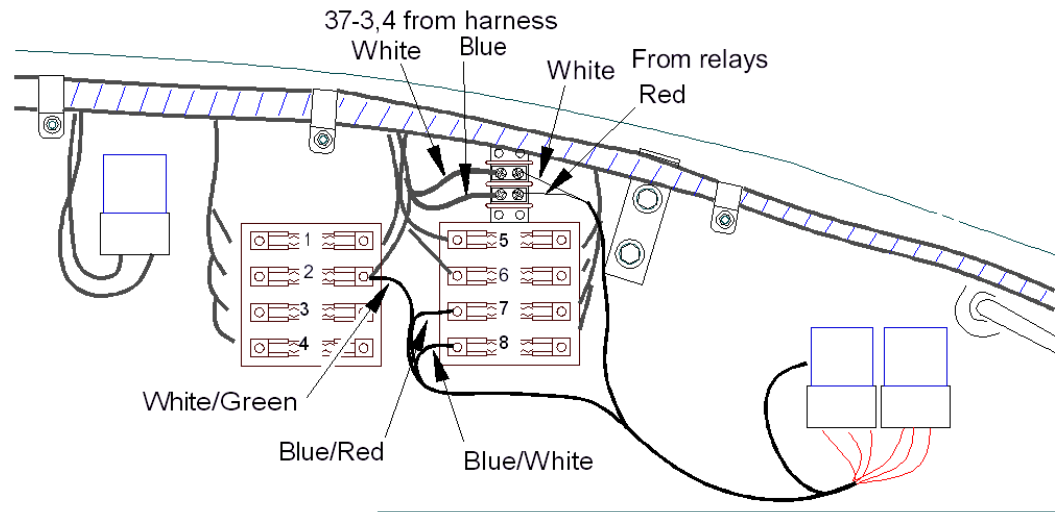 37-3,4 from harness
White
Blue
White
From relays
Red
1
2
3
4
5
6
7
8
White/Green
Blue/Red
Blue/White